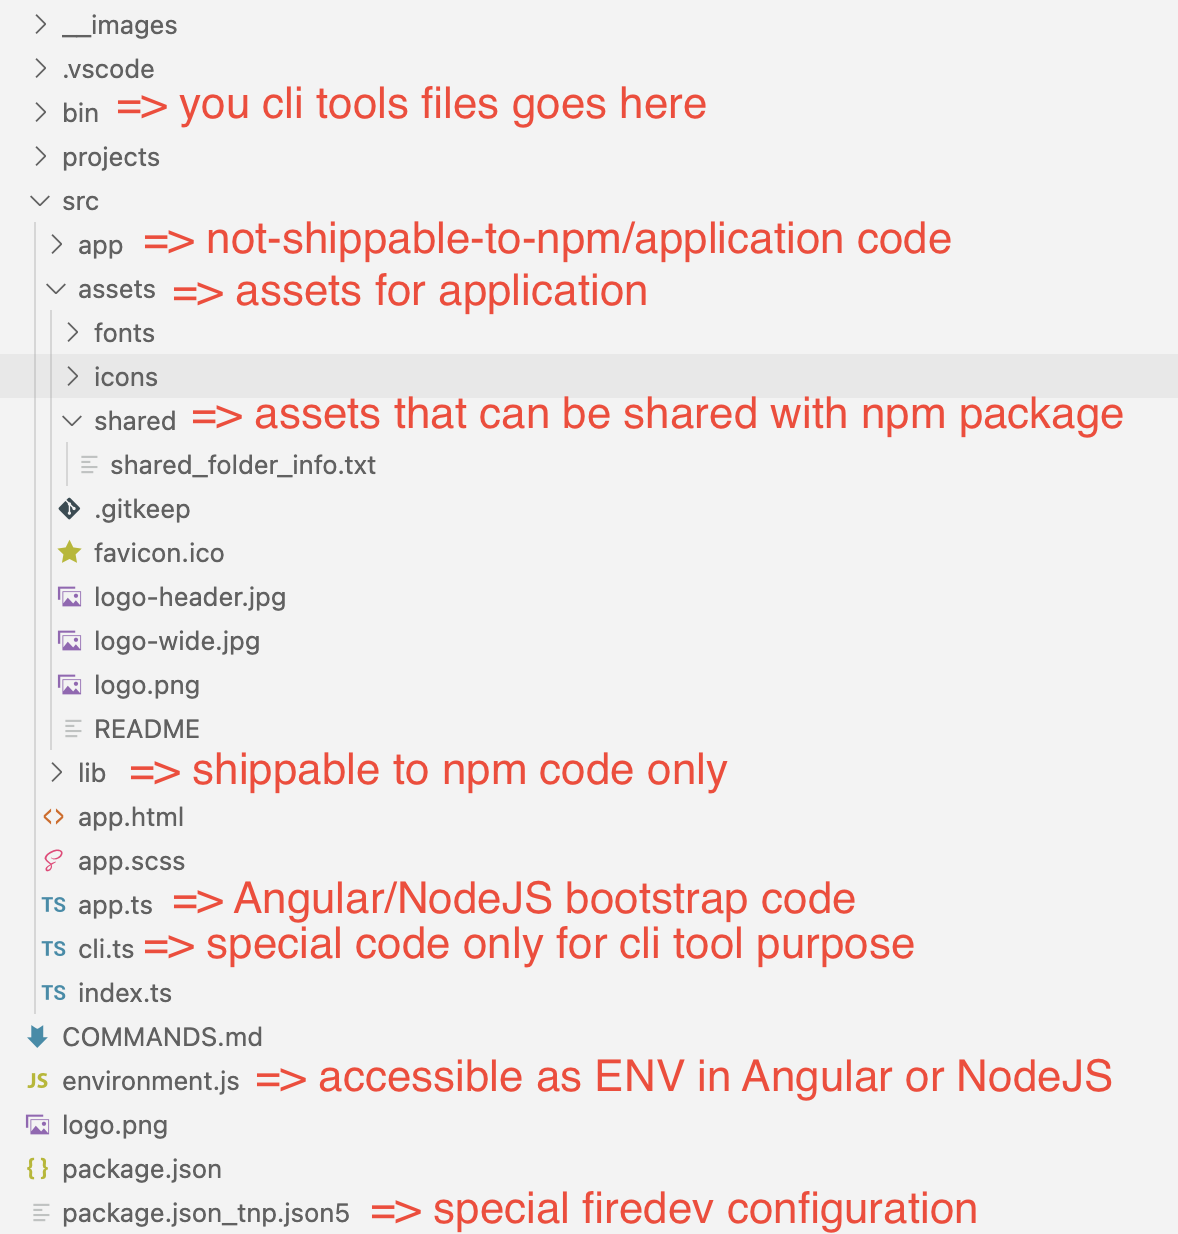 __images
.vscode
bin => you cli tools files goes here
projects
src
app => not-shippable-to-npm/application code
assets => assets for application
fonts
icons
shared => assets that can be shared with npm package
shared_folder_info.txt
.gitkeep
favicon.ico
logo-header.jpg
logo-wide.jpg
logo.png
README
lib => shippable to npm code only
<> app.html
app.scss
TS app.ts => Angular/NodeJS bootstrap code
TS cli.ts => special code only for cli tool purpose
TS index.ts
COMMANDS.md
JS environment.js => accessible as ENV in Angular or NodeJS
logo.png
{} package.json
package.json_tnp.json5 => special firedev configuration